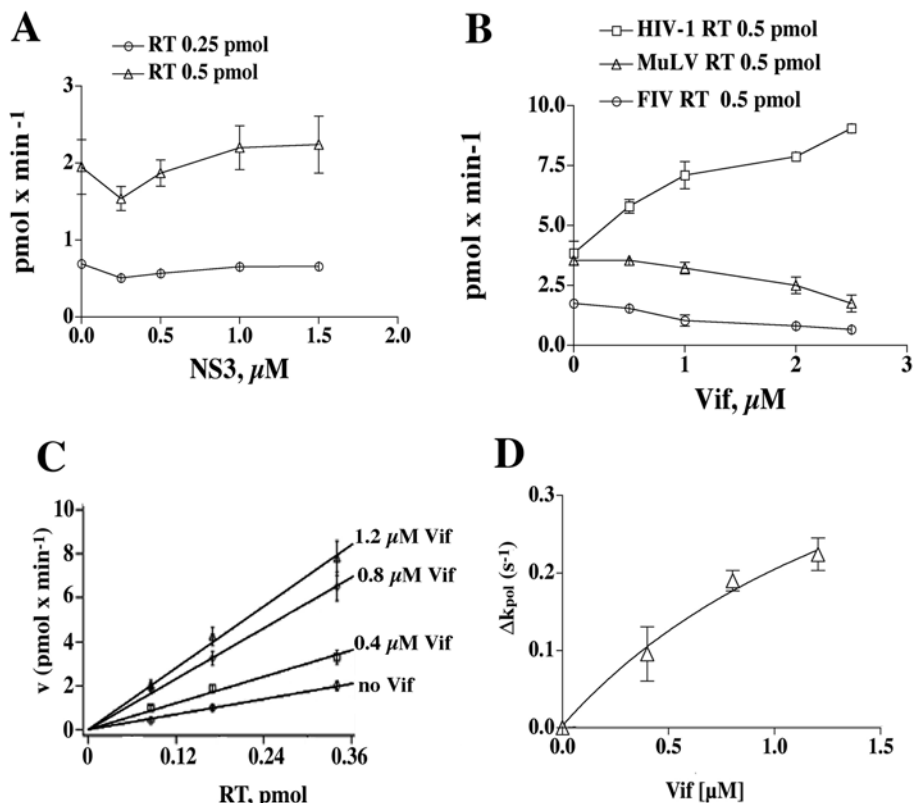 A
RT 0.25 pmol
RT 0.5 pmol
pmol x min-1
3
2
1
0
0.0 0.5 1.0 1.5 2.0
NS3, μM
B
HIV-1 RT 0.5 pmol
MuLV RT 0.5 pmol
FIV RT 0.5 pmol
pmol x min-1
10.0
7.5
5.0
2.5
0.0
0 1 2 3
Vif, μM
C
v (pmol x min-1)
10
8
6
4
2
0
1.2 μM Vif
0.8 μM Vif
0.4 μM Vif
no Vif
0 0.12 0.24 0.36
RT, pmol
D
Δkpol (s-1)
0.3
0.2
0.1
0.0
0.0 0.5 1.0 1.5
Vif [μM]